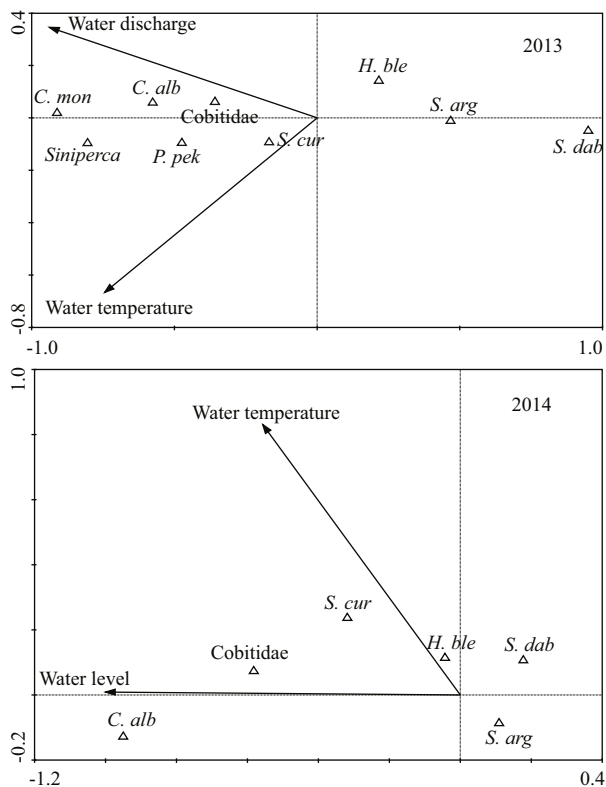 0.4
Water discharge
2013
H. ble
C. mon
C. alb
S. arg
Cobitidae
S. cur
S. dab
Siniperca
P. pek
Water temperature
-0.8
-1.0
1.0
1.0
2014
Water temperature
S. cur
H. ble
S. dab
Cobitidae
Water level
C. alb
S. arg
-0.2
-1.2
0.4